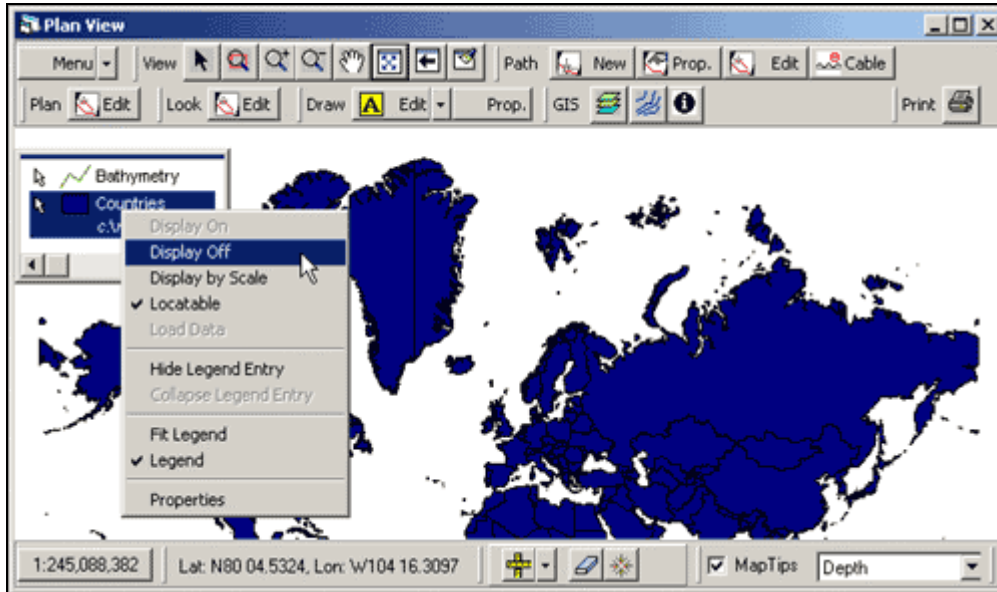 Plan View
Menu View Path New Prop. Edit Cable
Plan Edit Look Edit Draw A Edit Prop. GIS Print
Bathymetry
Countries
c:\
Display On
Display Off
Display by Scale
Locatable
Load Data
Hide Legend Entry
Collapse Legend Entry
Fit Legend
Legend
Properties
1:245,088,382 Lat: N80 04.5324, Lon: W104 16.3097 MapTips Depth